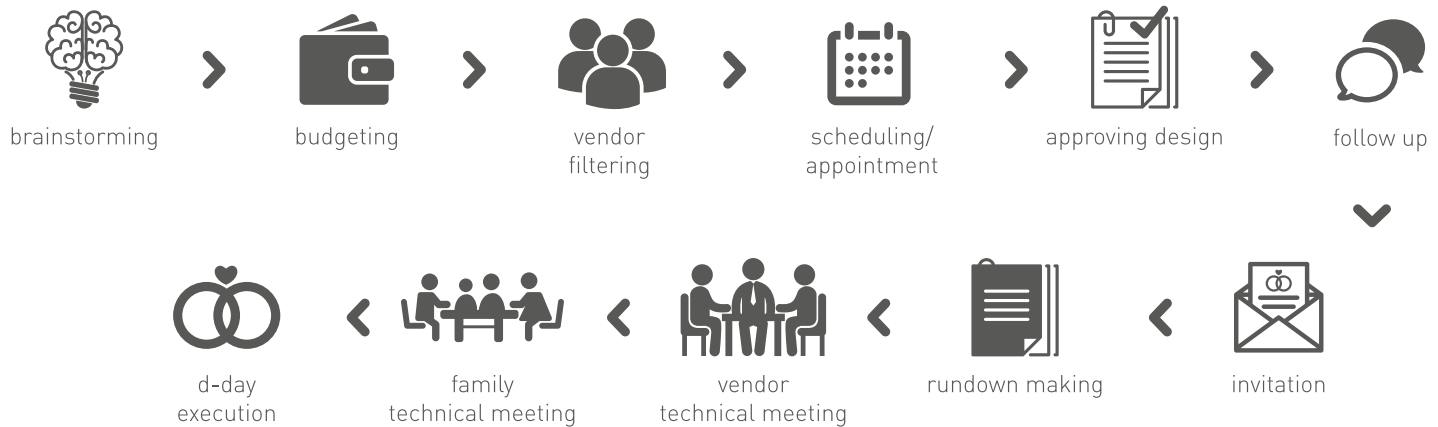 brainstorming
budgeting
vendor
filtering
scheduling/
appointment
approving design
follow up
invitation
rundown making
vendor
technical meeting
family
technical meeting
d-day
execution